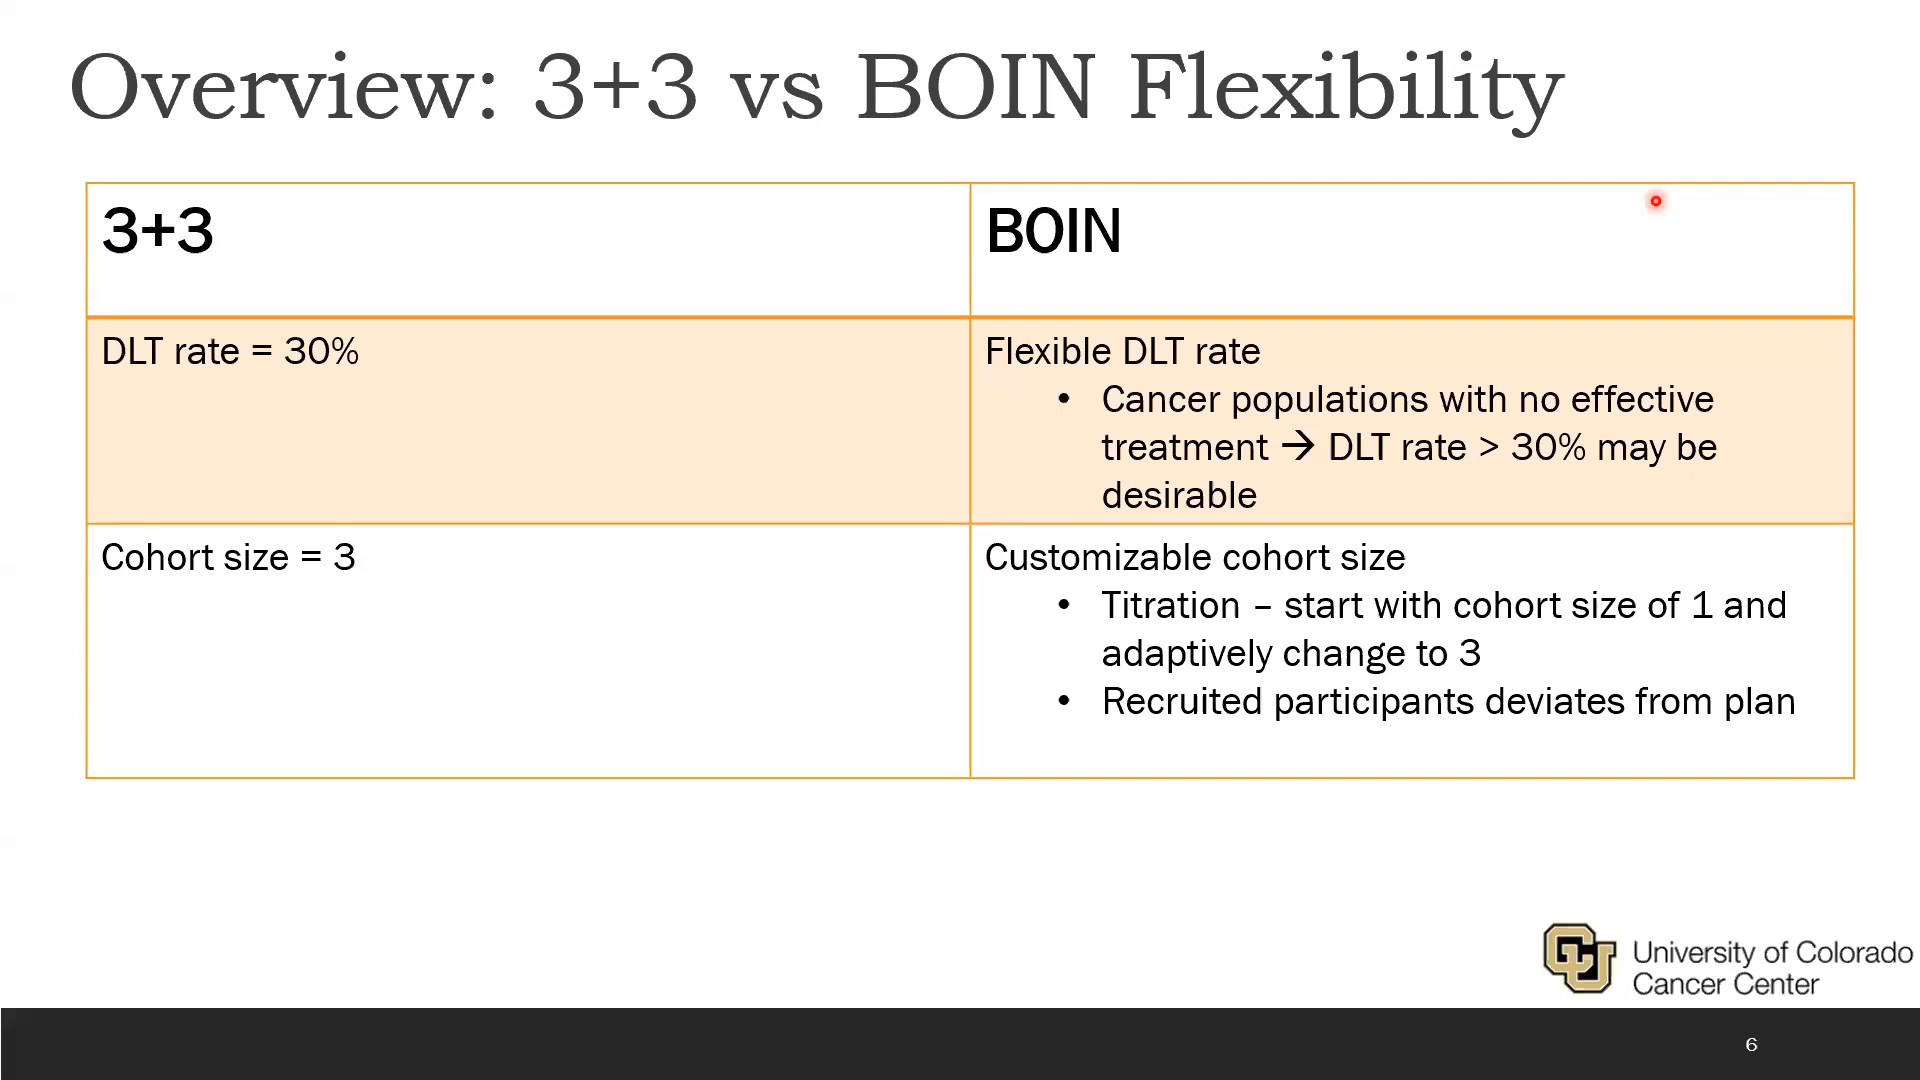 Overview: 3+3 vs BOIN Flexibility
3+3
BOIN
DLT rate = 30%
Flexible DLT rate
• Cancer populations with no effective
treatment → DLT rate > 30% may be
desirable
Cohort size = 3
Customizable cohort size
• Titration – start with cohort size of 1 and
adaptively change to 3
• Recruited participants deviates from plan
CU
University of Colorado
Cancer Center
6